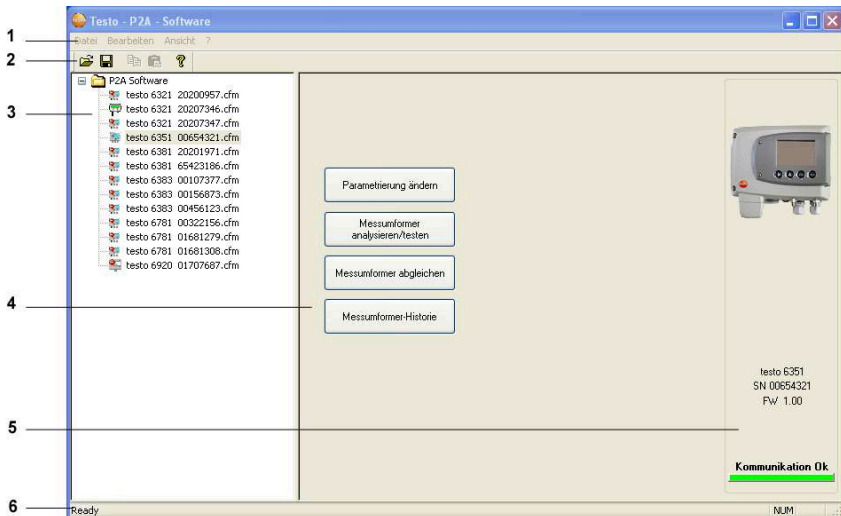 Testo - P2A - Software
1
Datei Bearbeiten Ansicht ?
2
P2A Software
testo 6321 20200957.cfm
3
testo 6321 20207346.cfm
testo 6321 20207347.cfm
testo 6351 00654321.cfm
testo 6381 20201971.cfm
testo 6381 65423186.cfm
testo 6383 00107377.cfm
testo 6383 00156873.cfm
testo 6383 00456123.cfm
testo 6781 00322156.cfm
testo 6781 01681279.cfm
testo 6781 01681308.cfm
testo 6920 01707687.cfm
Parametrierung ändern
Messumformer
analysieren/testen
Messumformer abgleichen
4
Messumformer-Historie
testo 6351
SN 00654321
FW 1.00
5
Kommunikation Ok
6
Ready
NUM